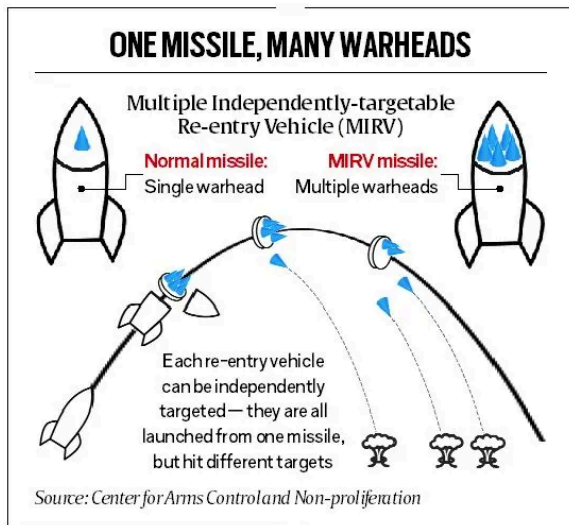 ONE MISSILE, MANY WARHEADS
Multiple Independently-targetable
Re-entry Vehicle (MIRV)
Normal missile:
Single warhead
MIRV missile:
Multiple warheads
Each re-entry vehicle
can be independently
targeted — they are all
launched from one missile,
but hit different targets
Source: Center for Arms Control and Non-proliferation